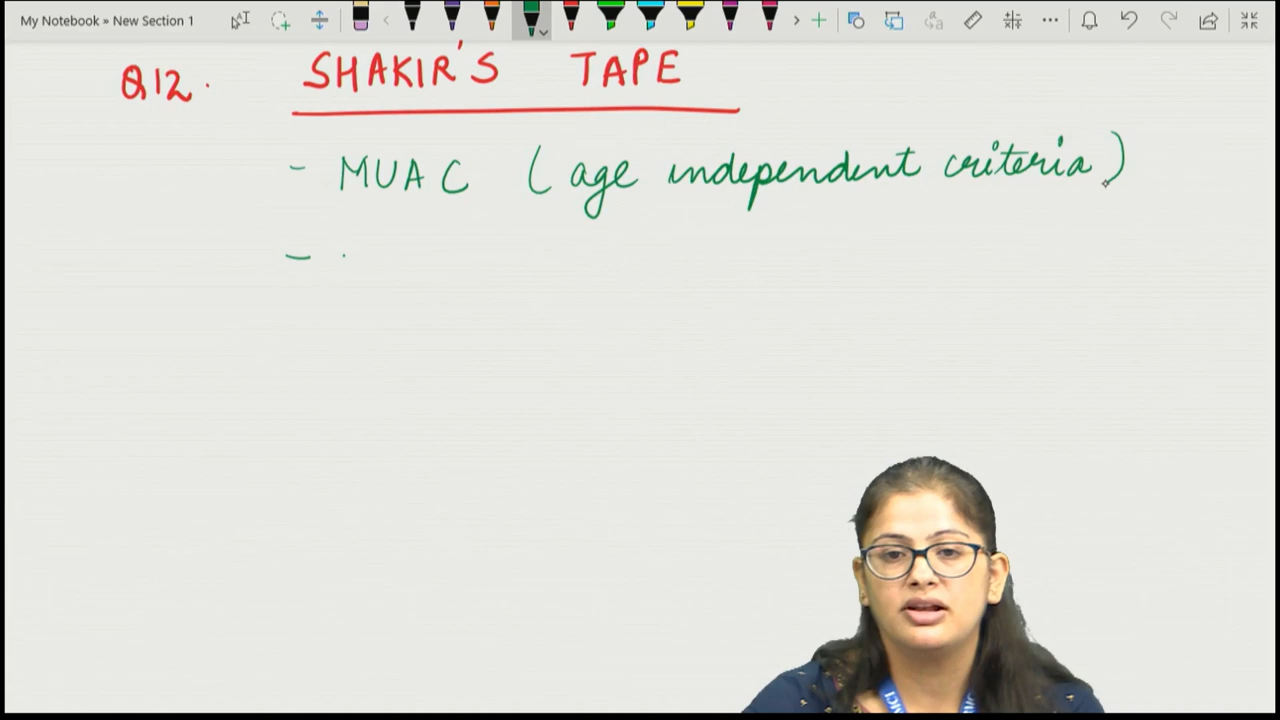 My Notebook » New Section 1
Q12. SHAKIR'S TAPE
- MUAC (age independent criteria)
-